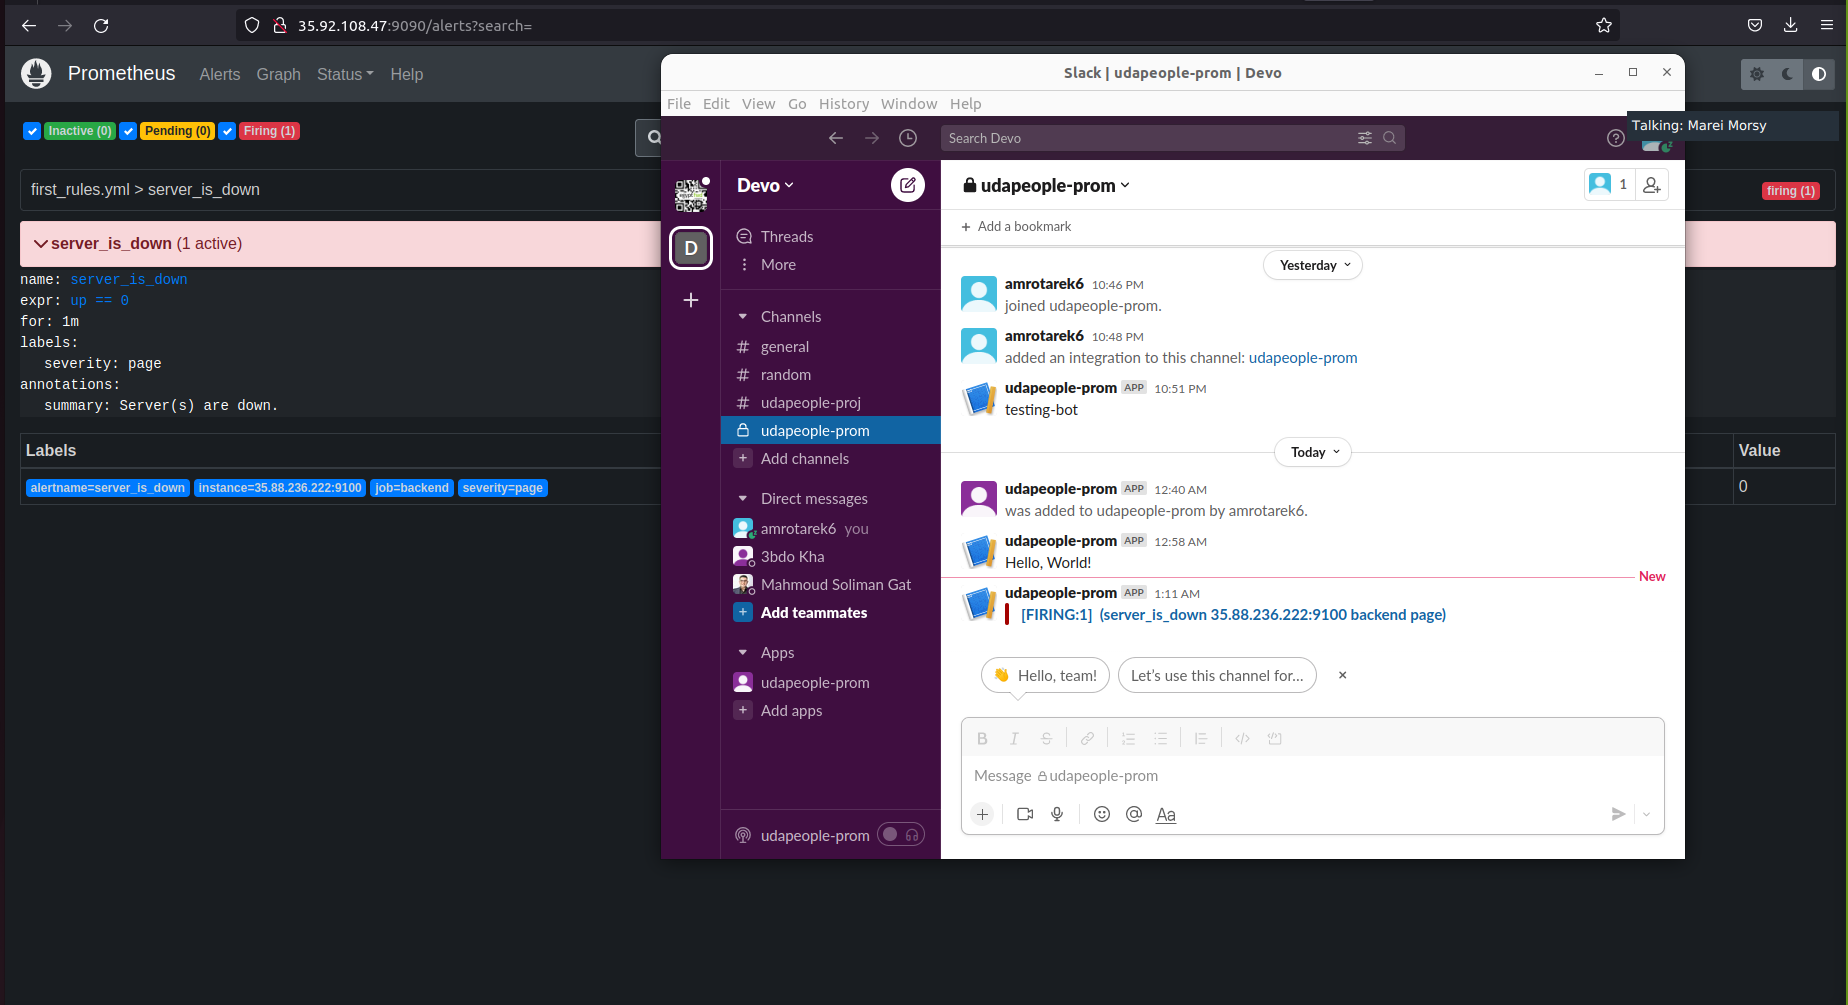 35.92.108.47:9090/alerts?search=
Prometheus Alerts Graph Status Help
Inactive (0) Pending (0) Firing (1)
first_rules.yml > server_is_down
firing (1)
server_is_down (1 active)
name: server_is_down
expr: up == 0
for: 1m
labels:
severity: page
annotations:
summary: Server(s) are down.
Labels
Value
alertname=server_is_down instance=35.88.236.222:9100 job=backend severity=page
0
Slack | udapeople-prom | Devo
File Edit View Go History Window Help
Search Devo
Talking: Marei Morsy
D
Devo
Threads
More
Channels
# general
# random
# udapeople-proj
udapeople-prom
+ Add channels
Direct messages
amrotarek6 you
3bdo Kha
Mahmoud Soliman Gat
+ Add teammates
Apps
udapeople-prom
+ Add apps
udapeople-prom
udapeople-prom
1
+ Add a bookmark
Yesterday
amrotarek6 10:46 PM
joined udapeople-prom.
amrotarek6 10:48 PM
added an integration to this channel: udapeople-prom
udapeople-prom APP 10:51 PM
testing-bot
Today
udapeople-prom APP 12:40 AM
was added to udapeople-prom by amrotarek6.
udapeople-prom APP 12:58 AM
Hello, World!
New
udapeople-prom APP 1:11 AM
[FIRING:1] (server_is_down 35.88.236.222:9100 backend page)
👋 Hello, team!
Let's use this channel for...
B I S
Message udapeople-prom
+ @ Aa